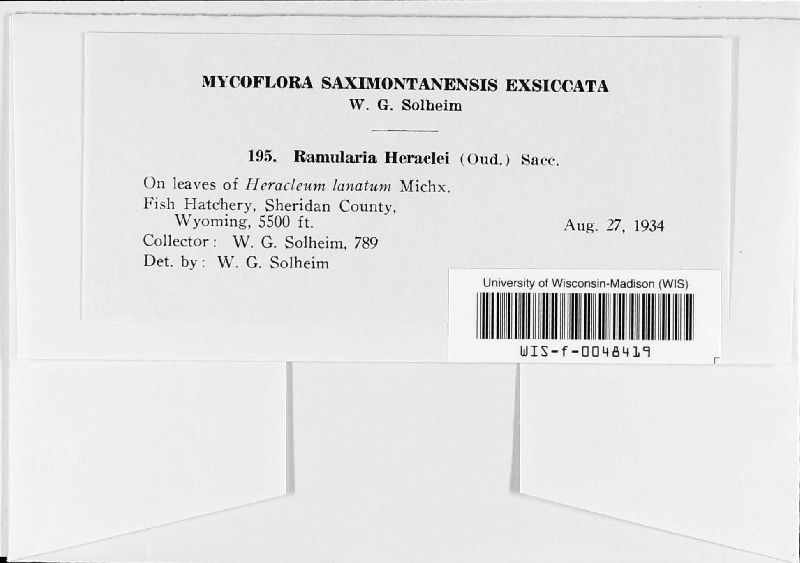 MYCOFLORA SAXIMONTANENSIS EXSICCATA
W. G. Solheim
195. Ramularia Heraclei (Oud.) Sacc.
On leaves of Heracleum lanatum Michx.
Fish Hatchery, Sheridan County,
Wyoming, 5500 ft.
Aug. 27, 1934
Collector: W. G. Solheim, 789
Det. by: W. G. Solheim
University of Wisconsin-Madison (WIS)
WIS-f-0048419